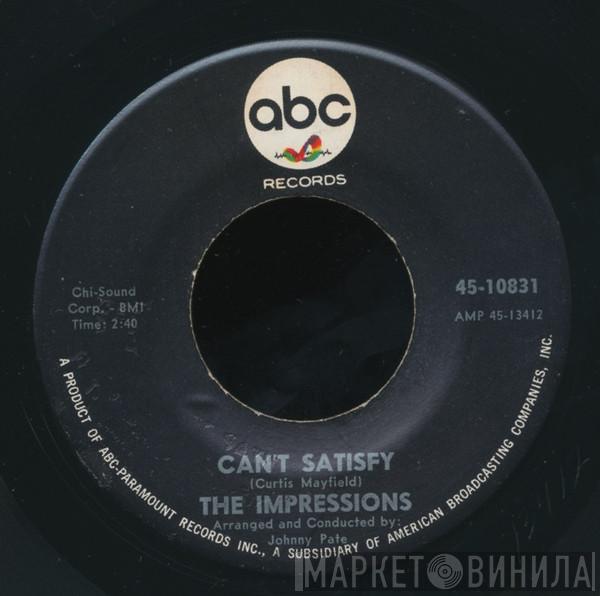 abc
RECORDS
Chi-Sound
Corp. - BMI
Time: 2:40
45-10831
AMP 45-13412
CAN'T SATISFY
(Curtis Mayfield)
THE IMPRESSIONS
Arranged and Conducted by:
Johnny Pate
A PRODUCT OF ABC-PARAMOUNT RECORDS INC., A SUBSIDIARY OF AMERICAN BROADCASTING COMPANIES, INC.
МАРКЕТ ВИНИЛА